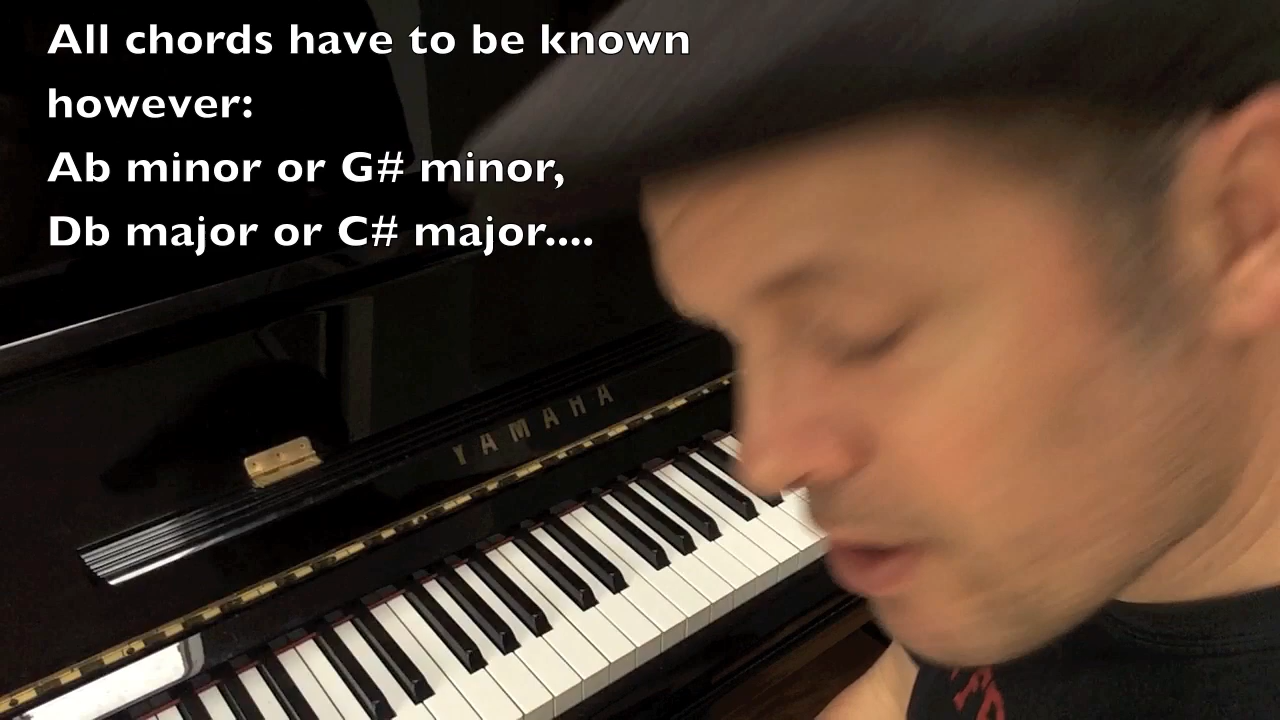 All chords have to be known
however:
Ab minor or G# minor,
Db major or C# major....
YAMAHA